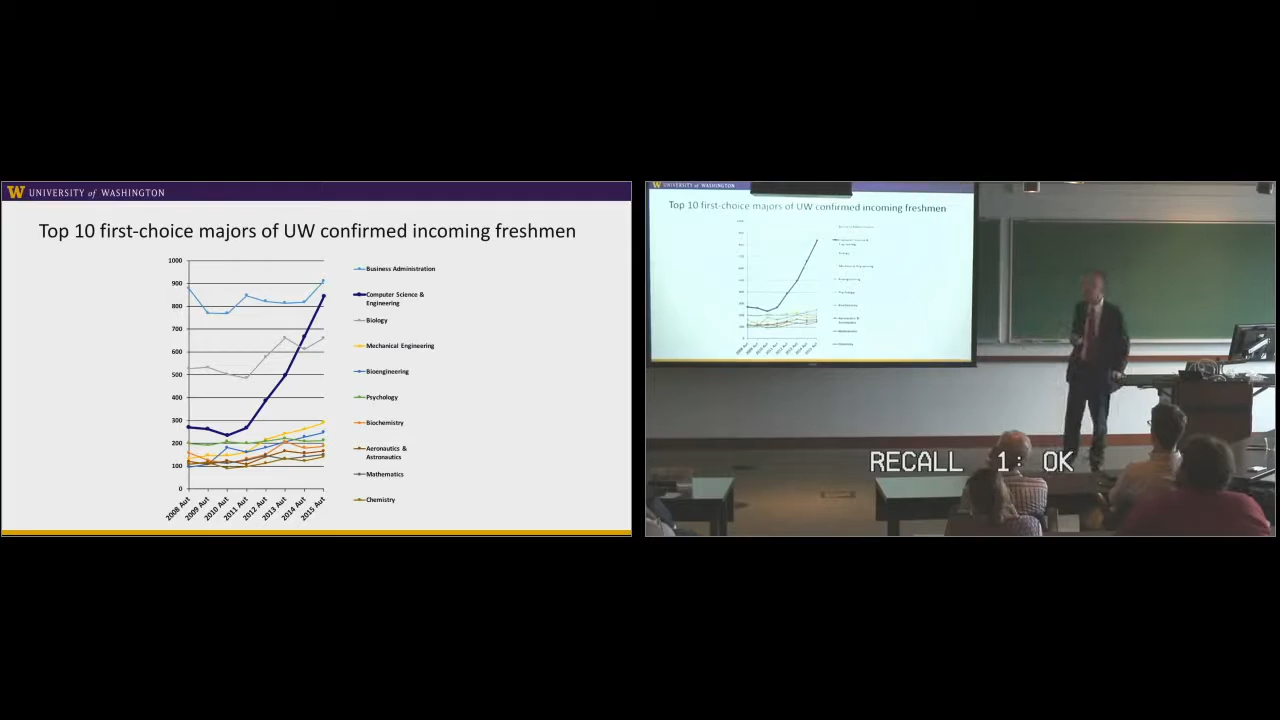 W UNIVERSITY of WASHINGTON
Top 10 first-choice majors of UW confirmed incoming freshmen
1000
900
800
700
600
500
400
300
200
100
0
2008 Aut
2009 Aut
2010 Aut
2011 Aut
2012 Aut
2013 Aut
2014 Aut
2015 Aut
Business Administration
Computer Science &
Engineering
Biology
Mechanical Engineering
Bioengineering
Psychology
Biochemistry
Aeronautics &
Astronautics
Mathematics
Chemistry
W UNIVERSITY of WASHINGTON
Top 10 first-choice majors of UW confirmed incoming freshmen
RECALL 1: OK